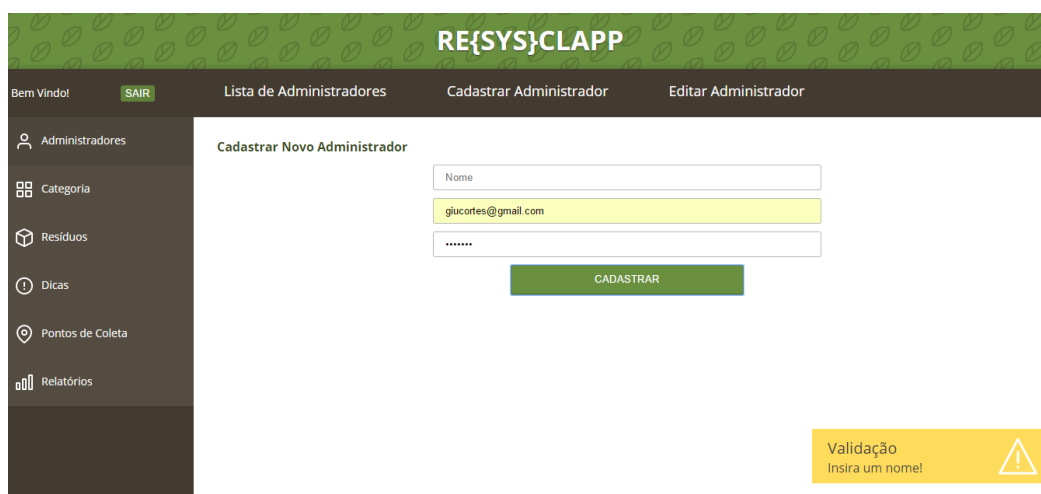 RE{SYS}CLAPP
Bem Vindo!
SAIR
Lista de Administradores
Cadastrar Administrador
Editar Administrador
Administradores
Categoria
Resíduos
Dicas
Pontos de Coleta
Relatórios
Cadastrar Novo Administrador
Nome
giucortes@gmail.com
•••••••
CADASTRAR
Validação
Insira um nome!